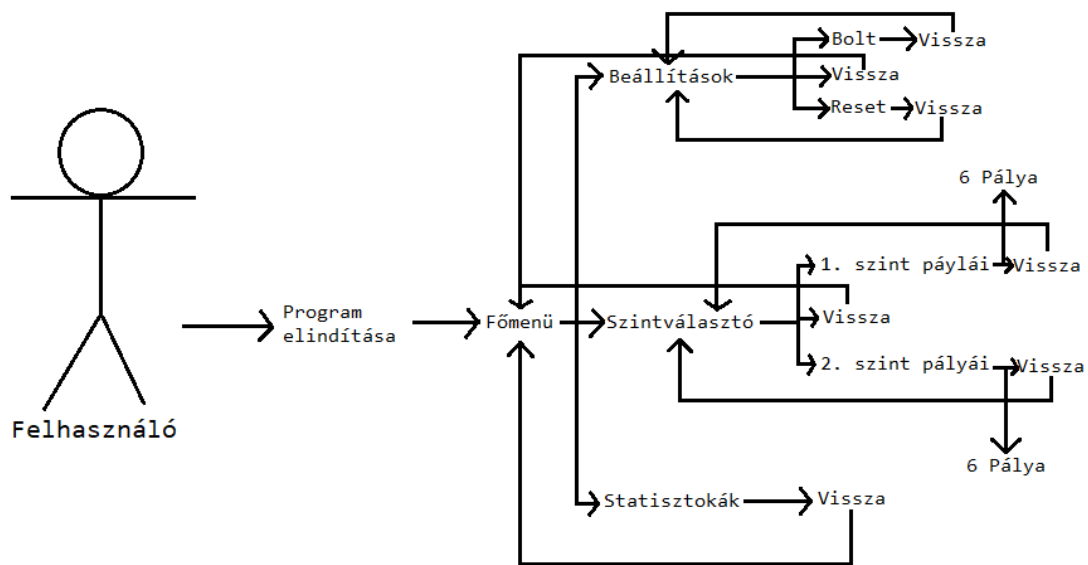 Bolt
Vissza
Beállítások
Vissza
Reset
Vissza
6 Pálya
1. szint páylái
Vissza
Program
elindítása
Főmenü
Szintválasztó
Vissza
2. szint pályái
Vissza
Felhasználó
6 Pálya
Statisztokák
Vissza